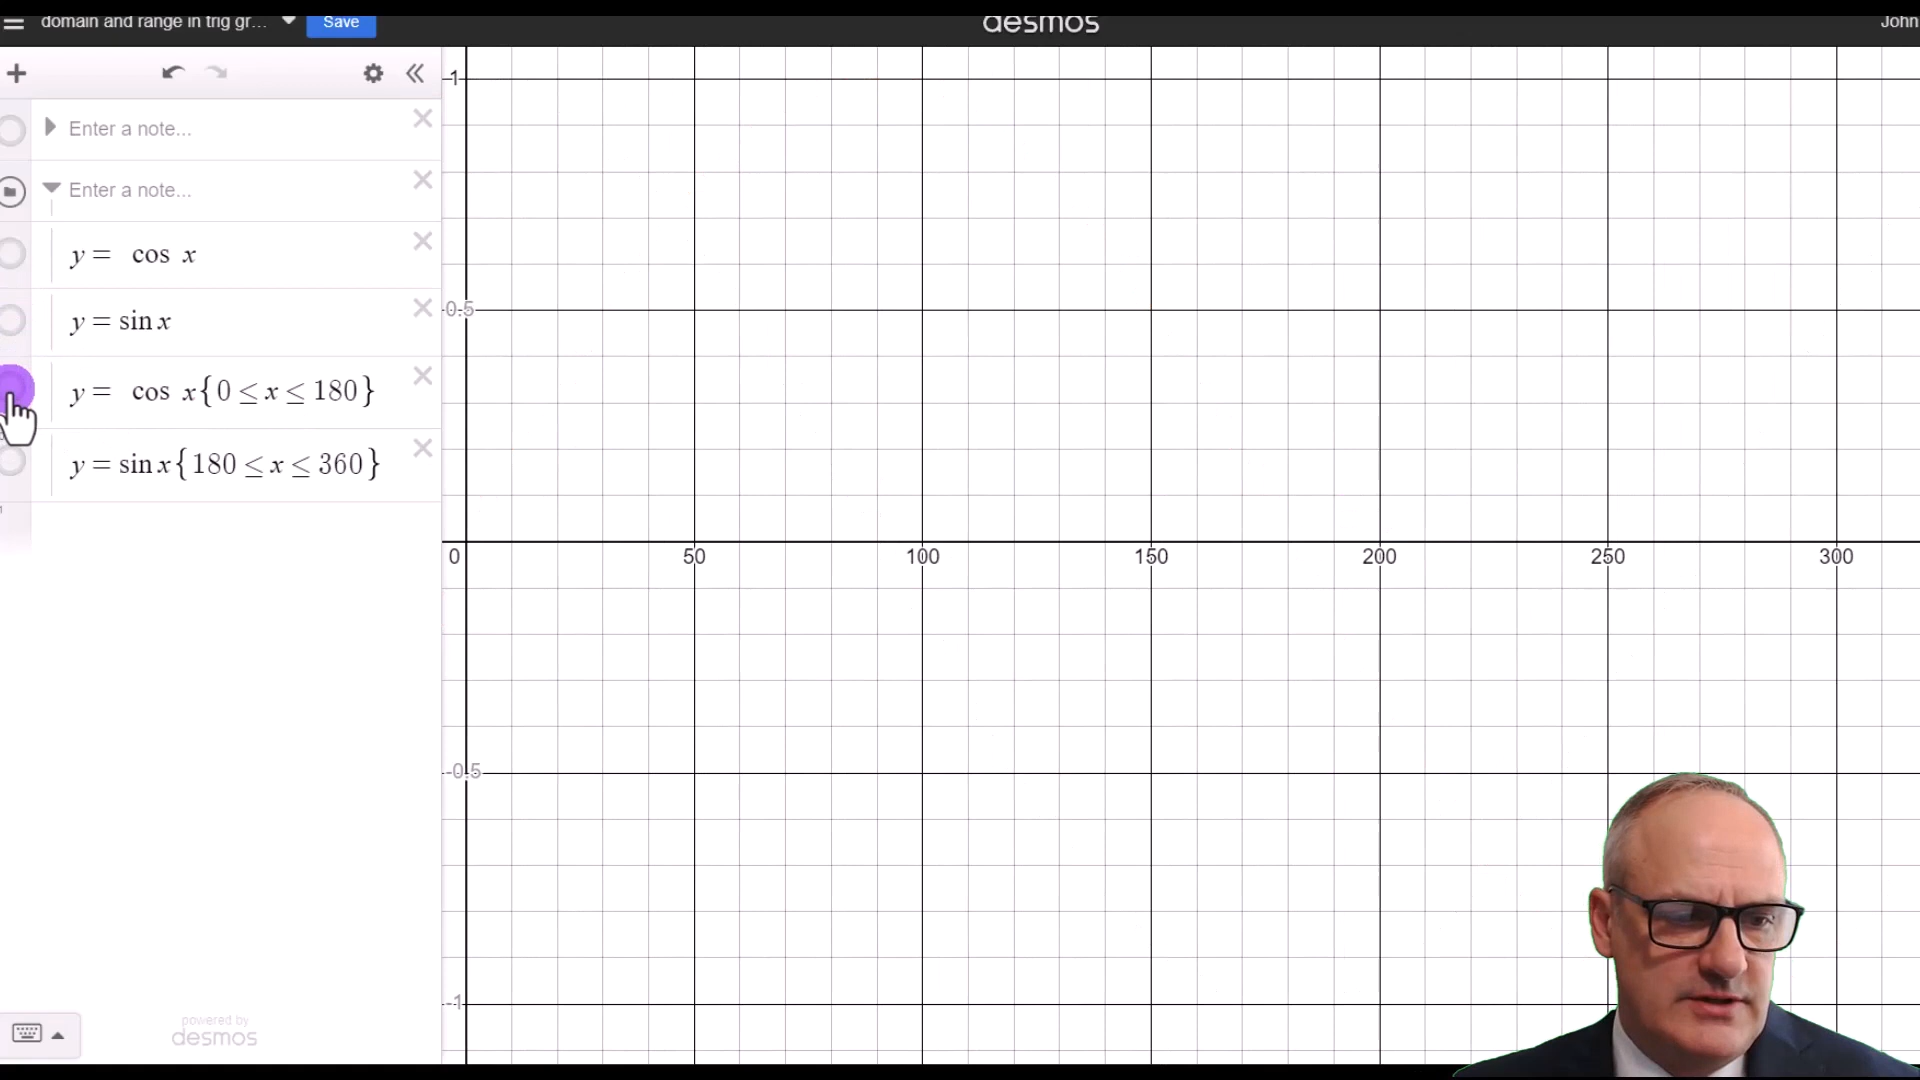 domain and range in trig gr... Save desmos John
Enter a note...
Enter a note...
y = cos x
y = sin x
y = cos x{0 ≤ x ≤ 180}
y = sin x{180 ≤ x ≤ 360}
powered by
desmos
1
0.5
0 50 100 150 200 250 300
-0.5
-1